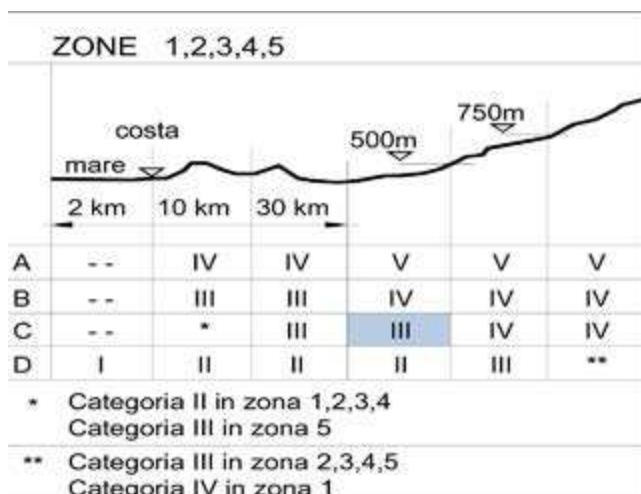 ZONE 1,2,3,4,5
costa
mare
500m
750m
2 km 10 km 30 km
A -- IV IV V V V
B -- III III IV IV IV
C -- * III III IV IV
D I II II II III **
* Categoria II in zona 1,2,3,4
Categoria III in zona 5
** Categoria III in zona 2,3,4,5
Categoria IV in zona 1